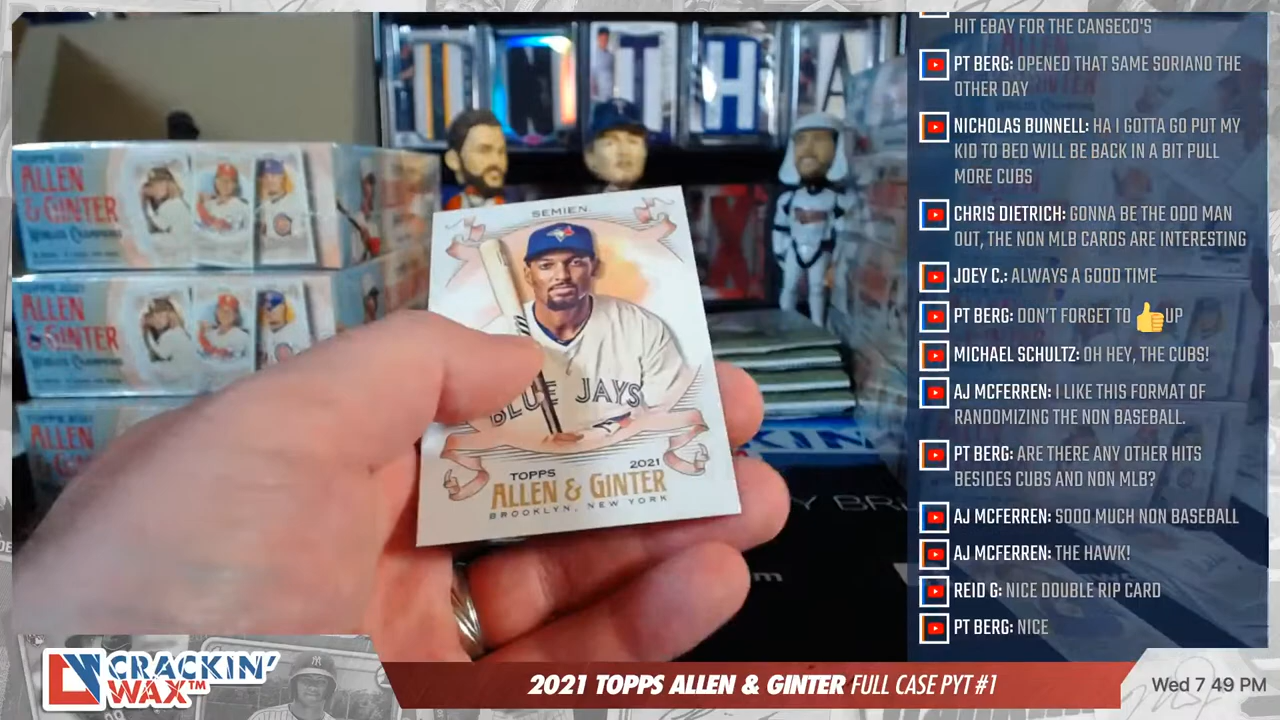 HIT EBAY FOR THE CANSECO'S
PT BERG: OPENED THAT SAME SORIANO THE
OTHER DAY
NICHOLAS BUNNELL: HA I GOTTA GO PUT MY
KID TO BED WILL BE BACK IN A BIT PULL
MORE CUBS
CHRIS DIETRICH: GONNA BE THE ODD MAN
OUT, THE NON MLB CARDS ARE INTERESTING
JOEY C.: ALWAYS A GOOD TIME
PT BERG: DON'T FORGET TO 👍UP
MICHAEL SCHULTZ: OH HEY, THE CUBS!
AJ MCFERREN: I LIKE THIS FORMAT OF
RANDOMIZING THE NON BASEBALL.
PT BERG: ARE THERE ANY OTHER HITS
BESIDES CUBS AND NON MLB?
AJ MCFERREN: SOOO MUCH NON BASEBALL
AJ MCFERREN: THE HAWK!
REID G: NICE DOUBLE RIP CARD
PT BERG: NICE
T
H
A
ALLEN
& GINTER
ALLEN
& GINTER
ALLEN
SEMIEN
BLUE JAYS
TOPPS 2021
ALLEN & GINTER
BROOKLYN, NEW YORK
CRACKIN'
WAX™
2021 TOPPS ALLEN & GINTER FULL CASE PYT #1
Wed 7 49 PM